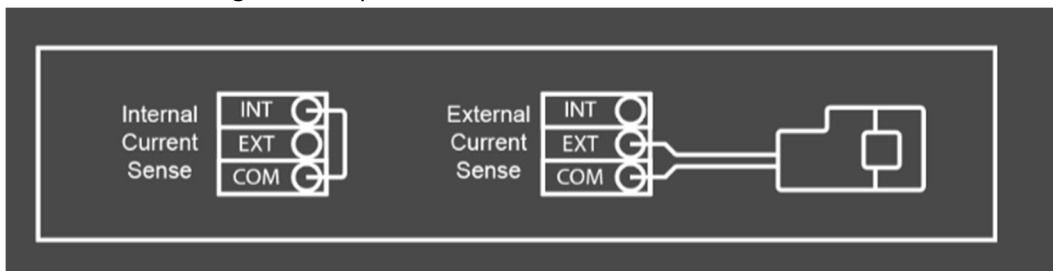 Internal
Current
Sense
INT
EXT
COM
External
Current
Sense
INT
EXT
COM